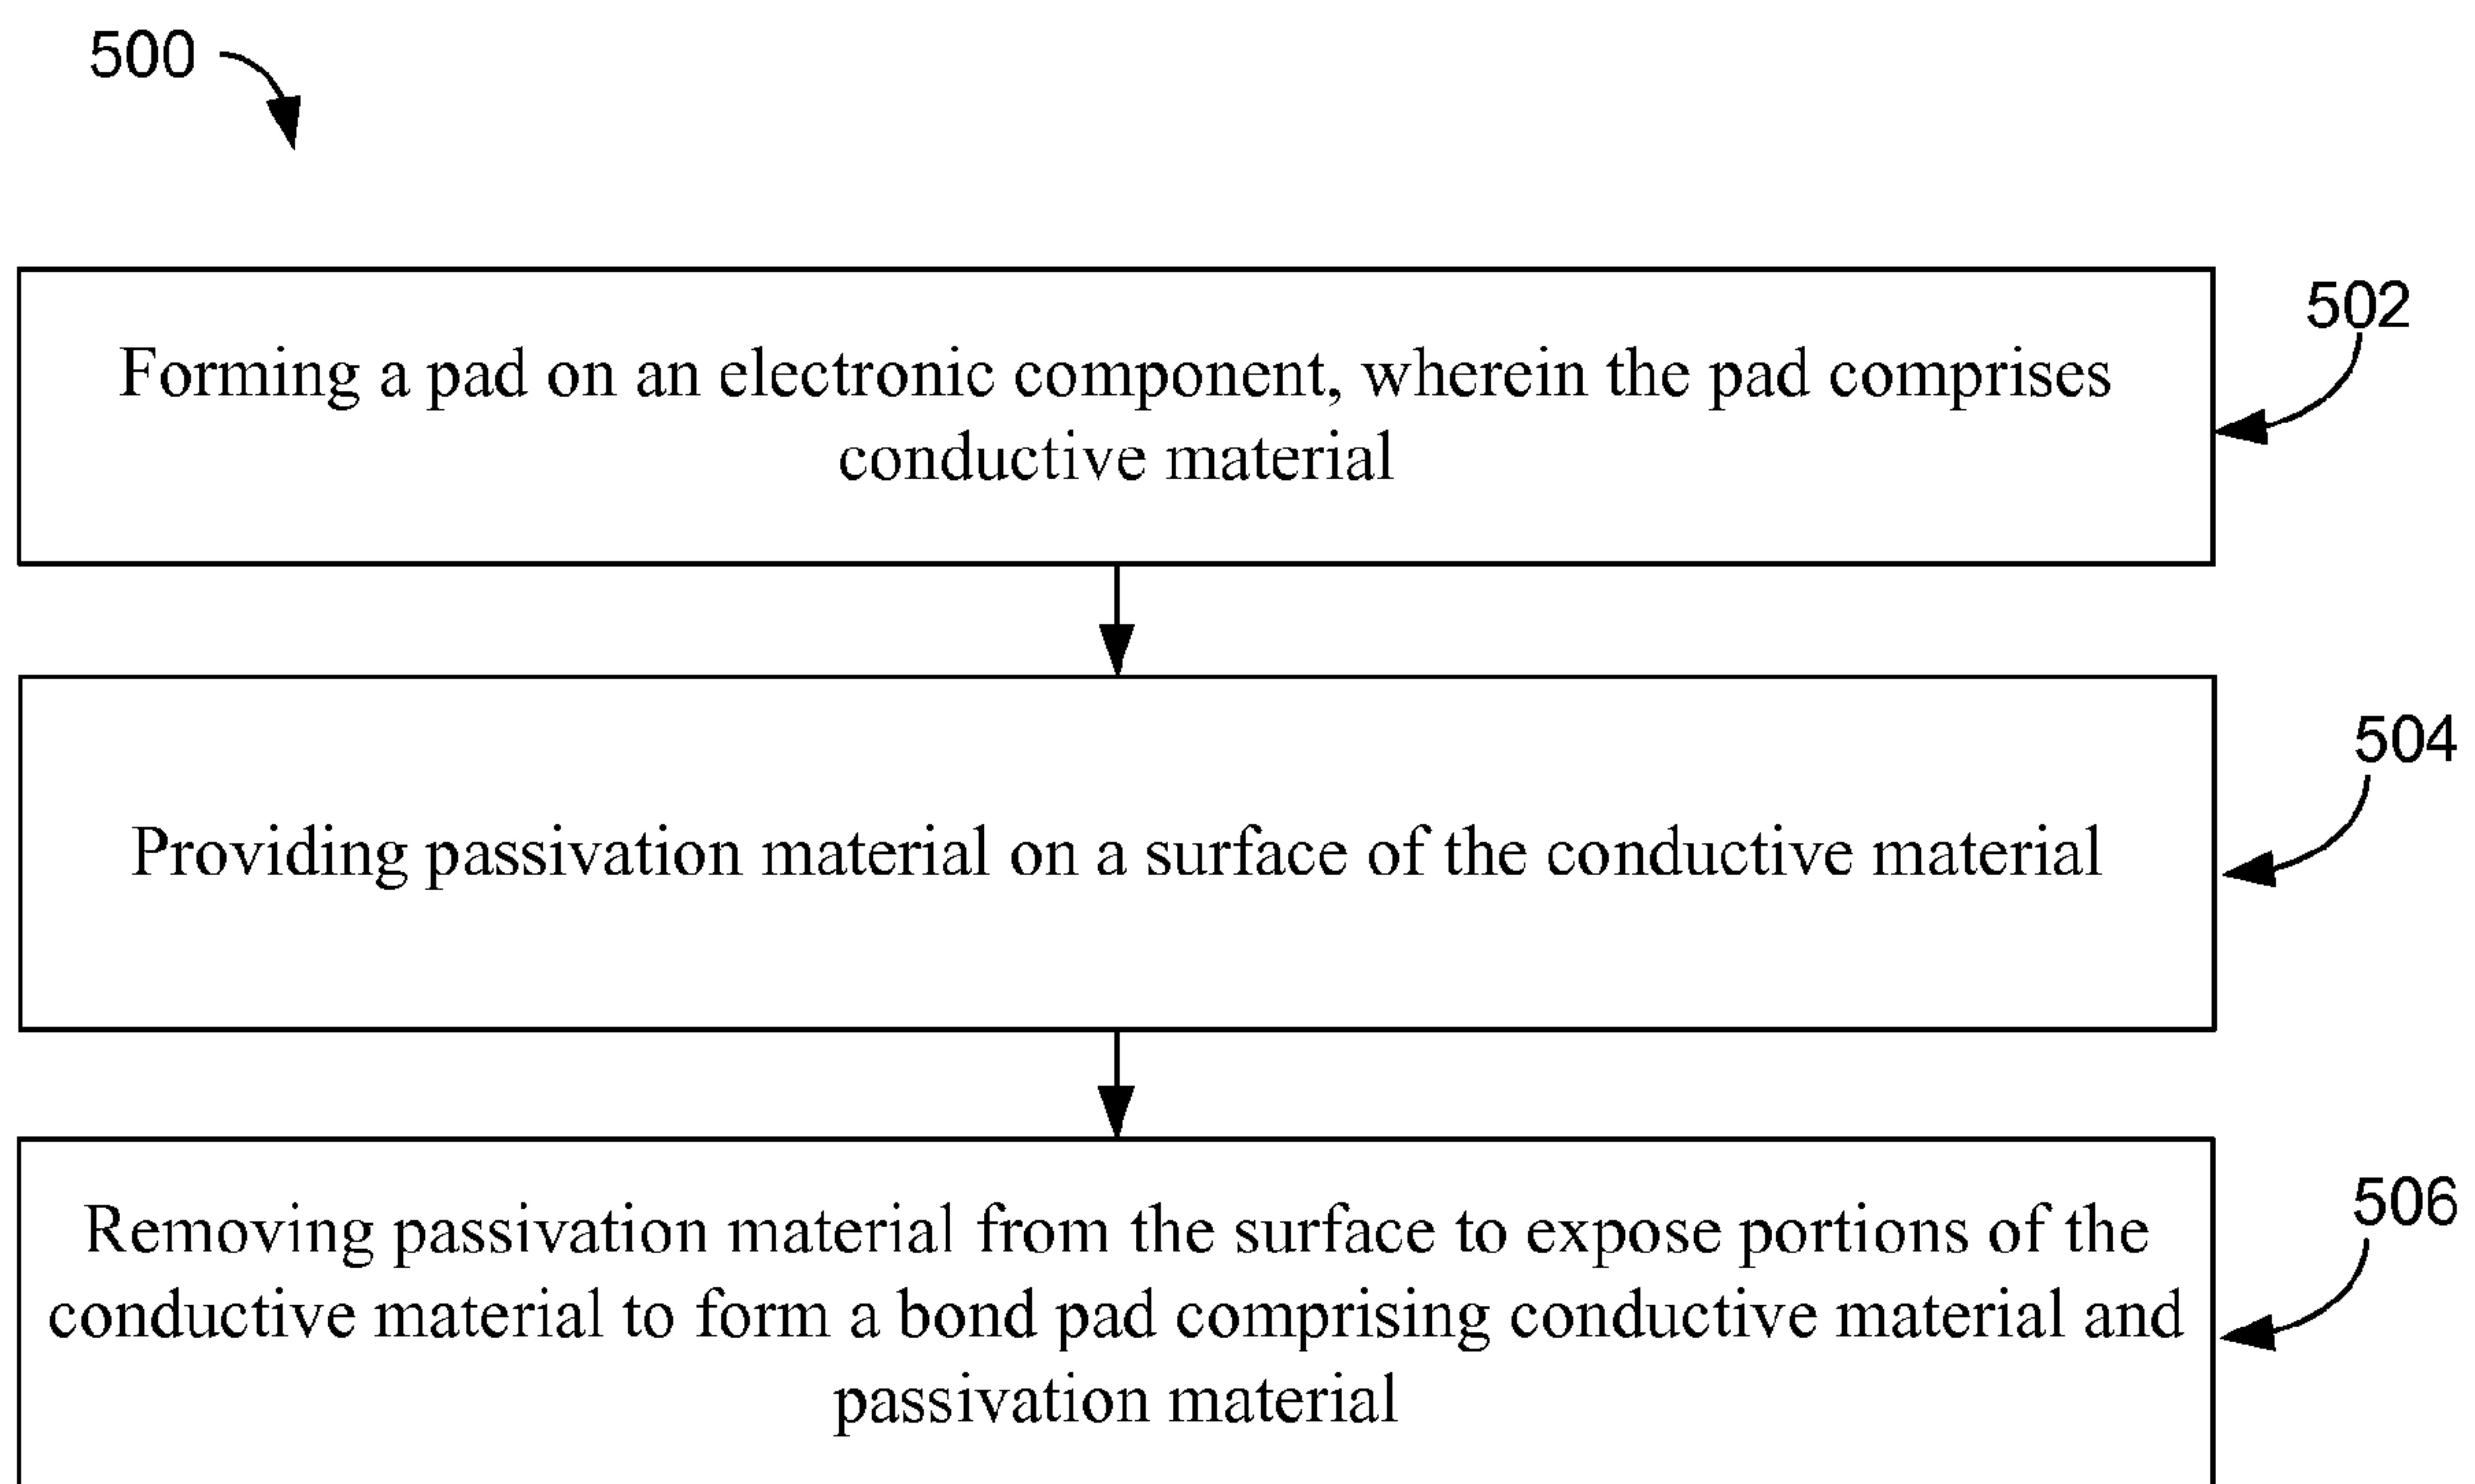 500
502
Forming a pad on an electronic component, wherein the pad comprises
conductive material
504
Providing passivation material on a surface of the conductive material
506
Removing passivation material from the surface to expose portions of the
conductive material to form a bond pad comprising conductive material and
passivation material